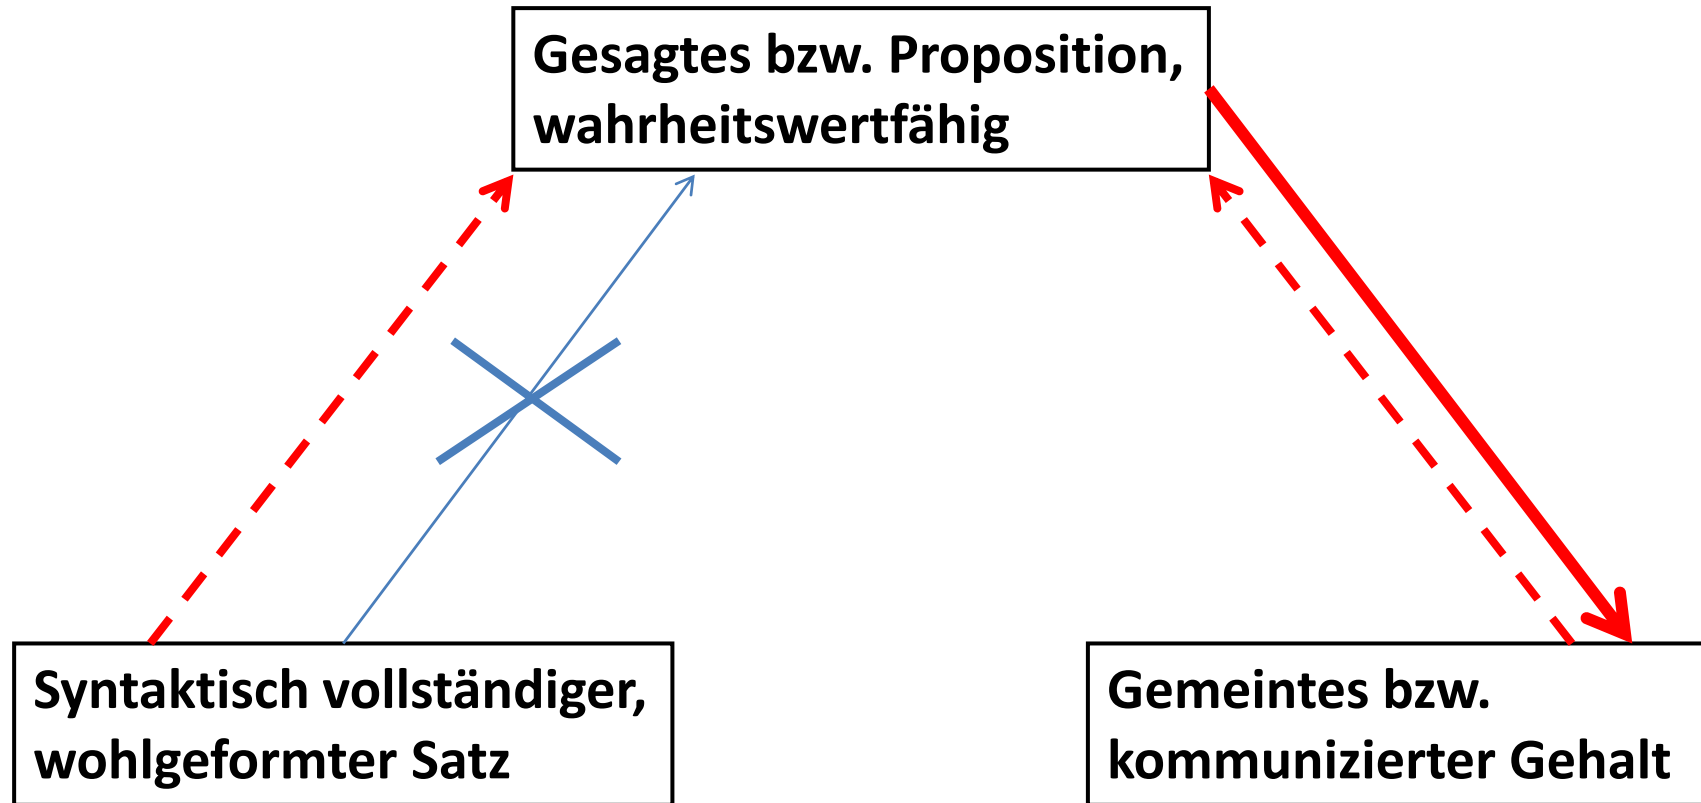 Gesagtes bzw. Proposition,
wahrheitswertfähig
Syntaktisch vollständiger,
wohlgeformter Satz
Gemeintes bzw.
kommunizierter Gehalt